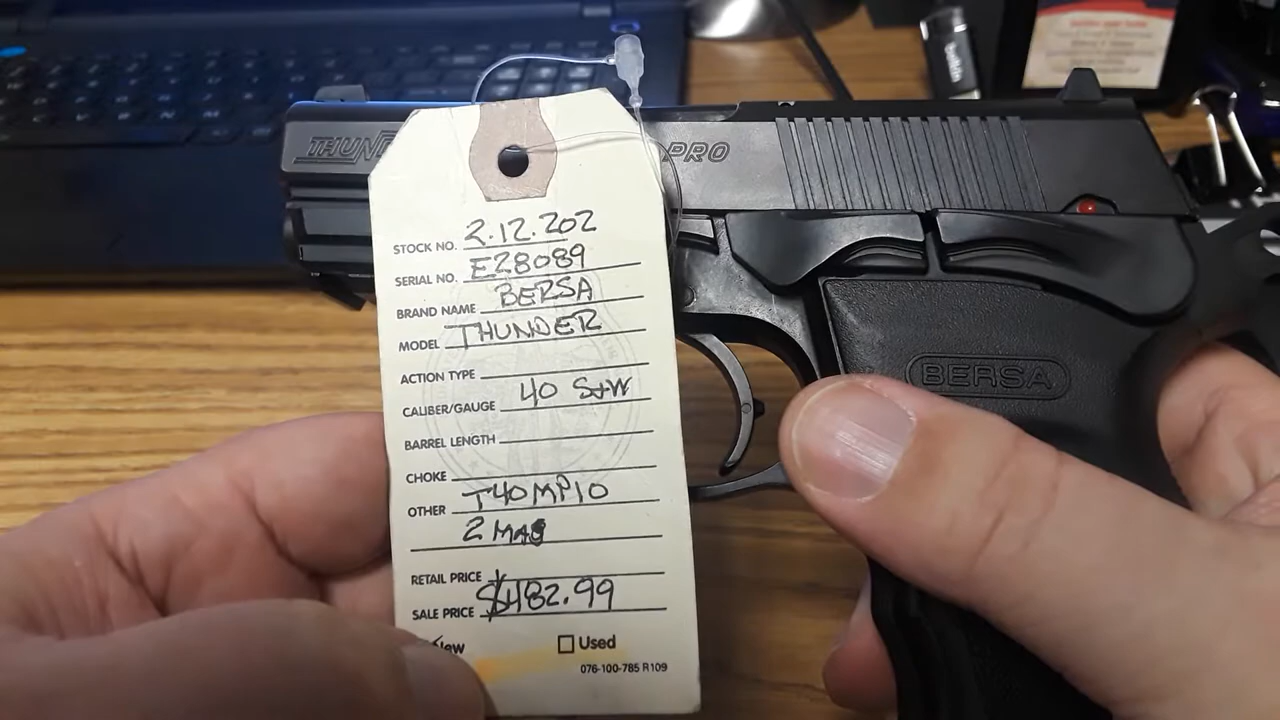 THUND
PRO
BERSA
STOCK NO. 2.12.202
SERIAL NO. E28089
BRAND NAME BERSA
MODEL THUNDER
ACTION TYPE
CALIBER/GAUGE 40 S+W
BARREL LENGTH
CHOKE
OTHER T40MP10
2 MAG
RETAIL PRICE
SALE PRICE $482.99
New Used
076-100-785 R109